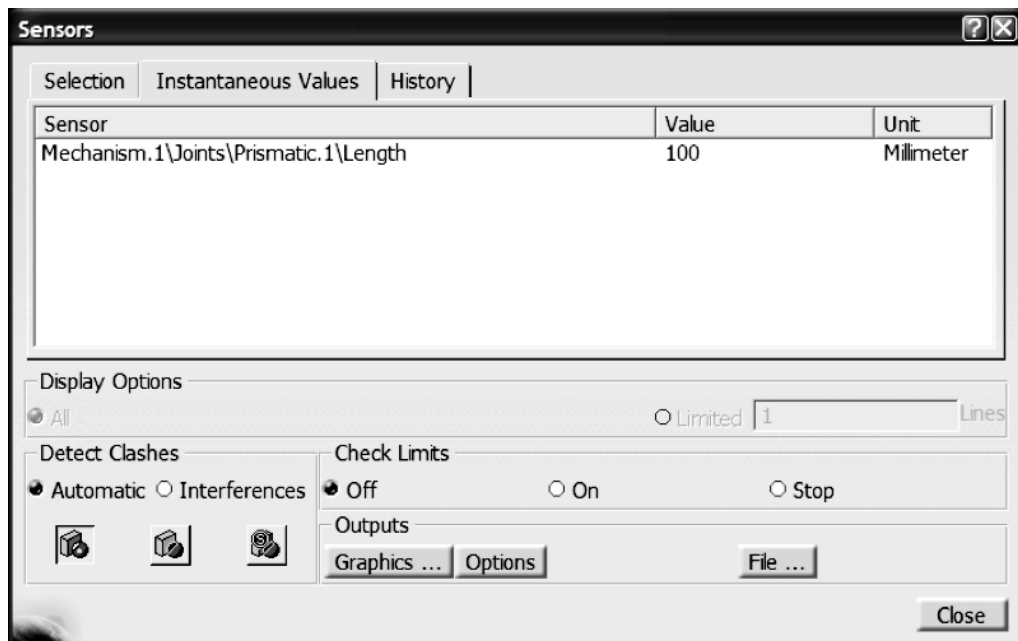 Sensors
Selection Instantaneous Values History
Sensor Value Unit
Mechanism.1\Joints\Prismatic.1\Length 100 Millimeter
Display Options
All Limited 1 Lines
Detect Clashes Check Limits
Automatic Interferences Off On Stop
Outputs
Graphics ... Options File ...
Close